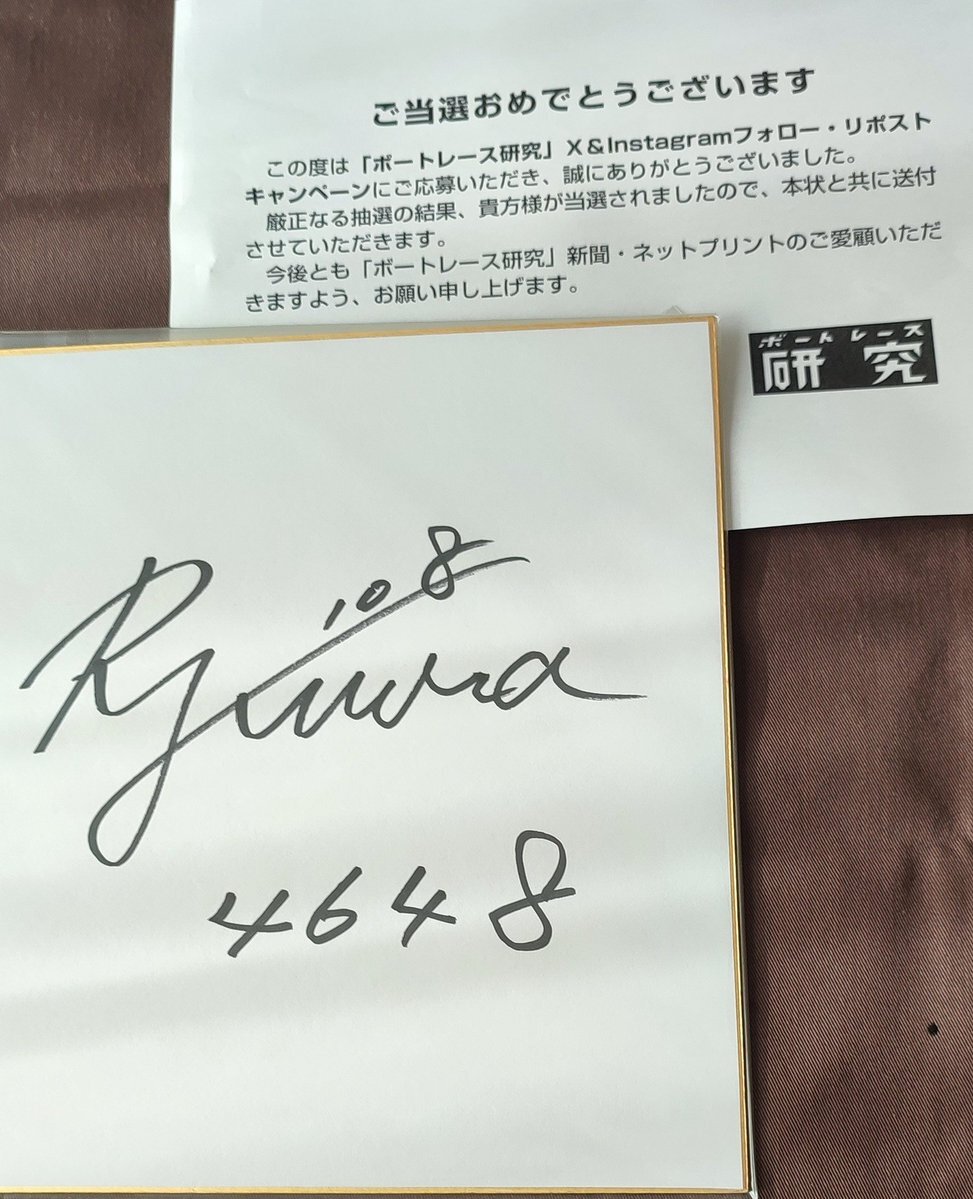 ご当選おめでとうございます
この度は「ボートレース研究」X&Instagramフォロー・リポスト
キャンペーンにご応募いただき、誠にありがとうございました。
厳正なる抽選の結果、貴方様が当選されましたので、本状と共に送付
させていただきます。
今後とも「ボートレース研究」新聞・ネットプリントのご愛顧いただ
きますよう、お願い申し上げます。
ボートレース
研究
108
4648